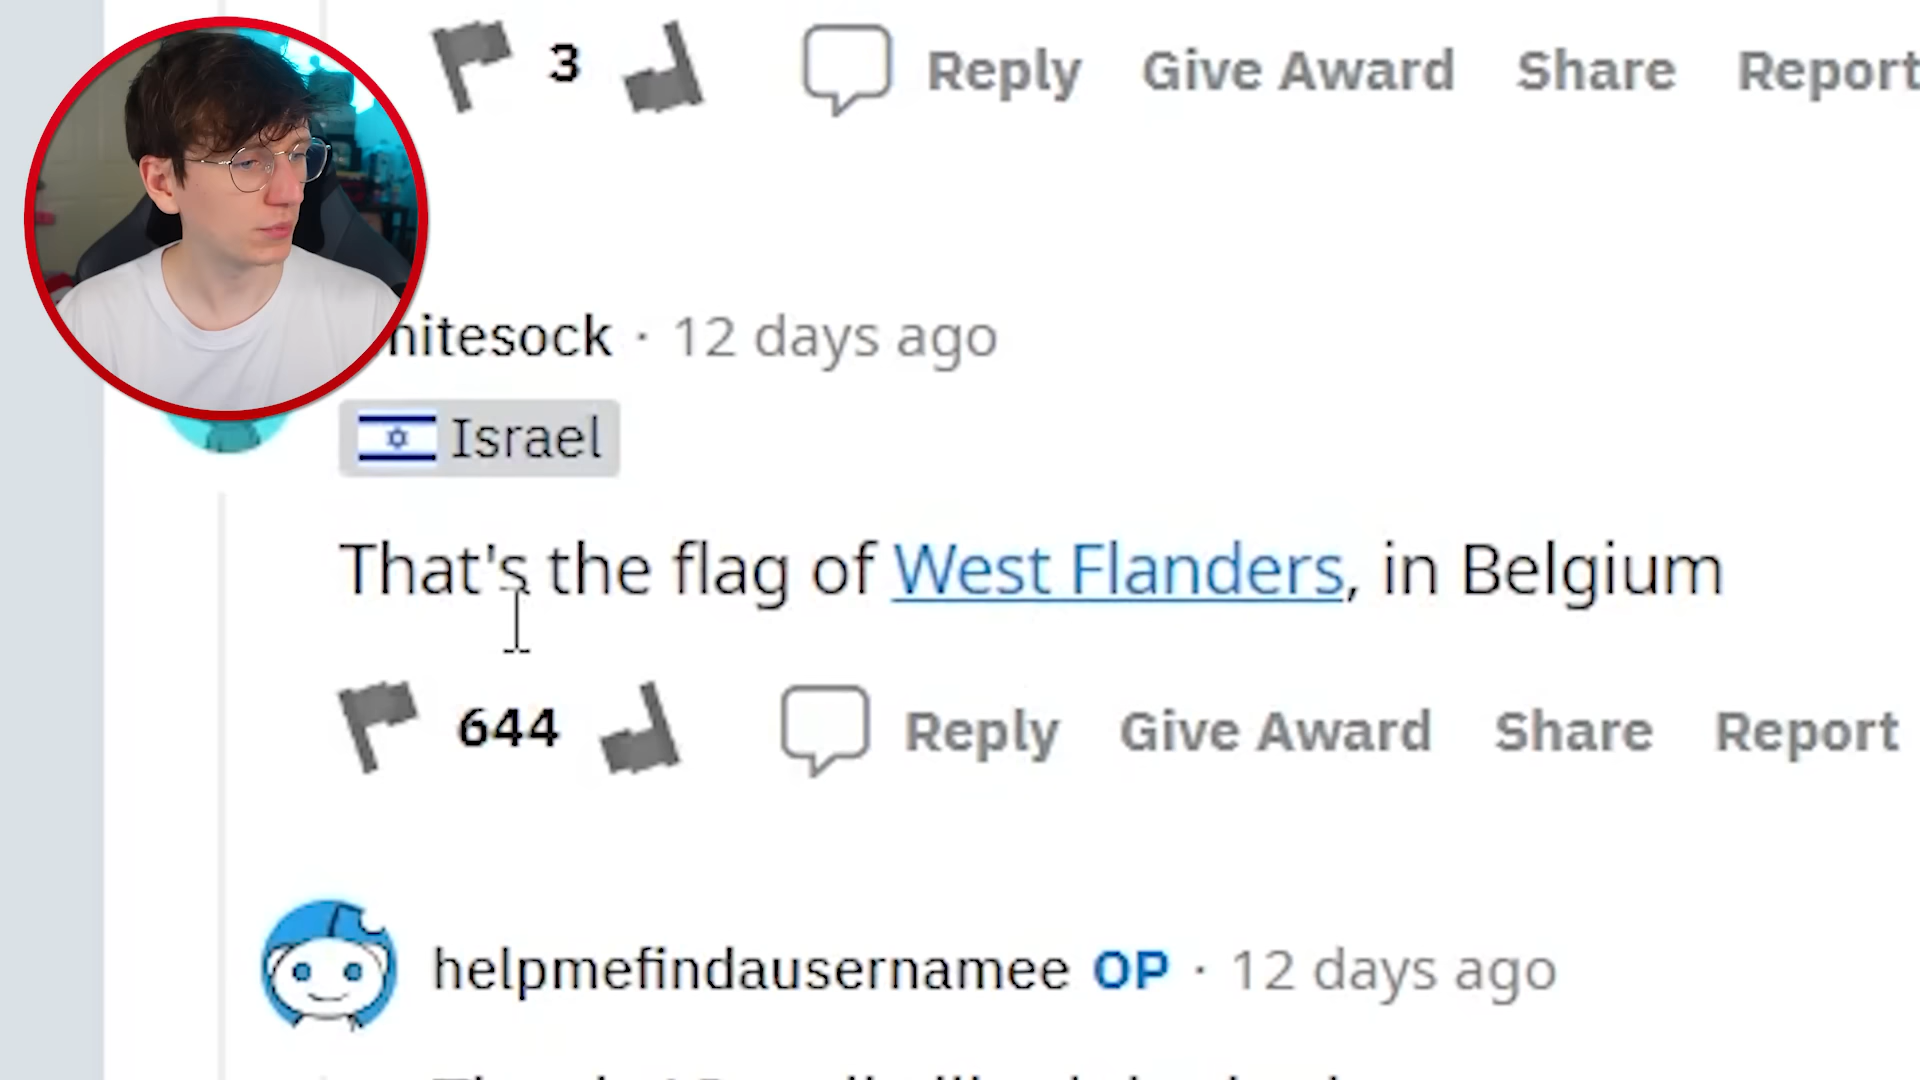 3 Reply Give Award Share Report
hitesock · 12 days ago
Israel
That's the flag of West Flanders, in Belgium
644 Reply Give Award Share Report
helpmefindausernamee OP · 12 days ago